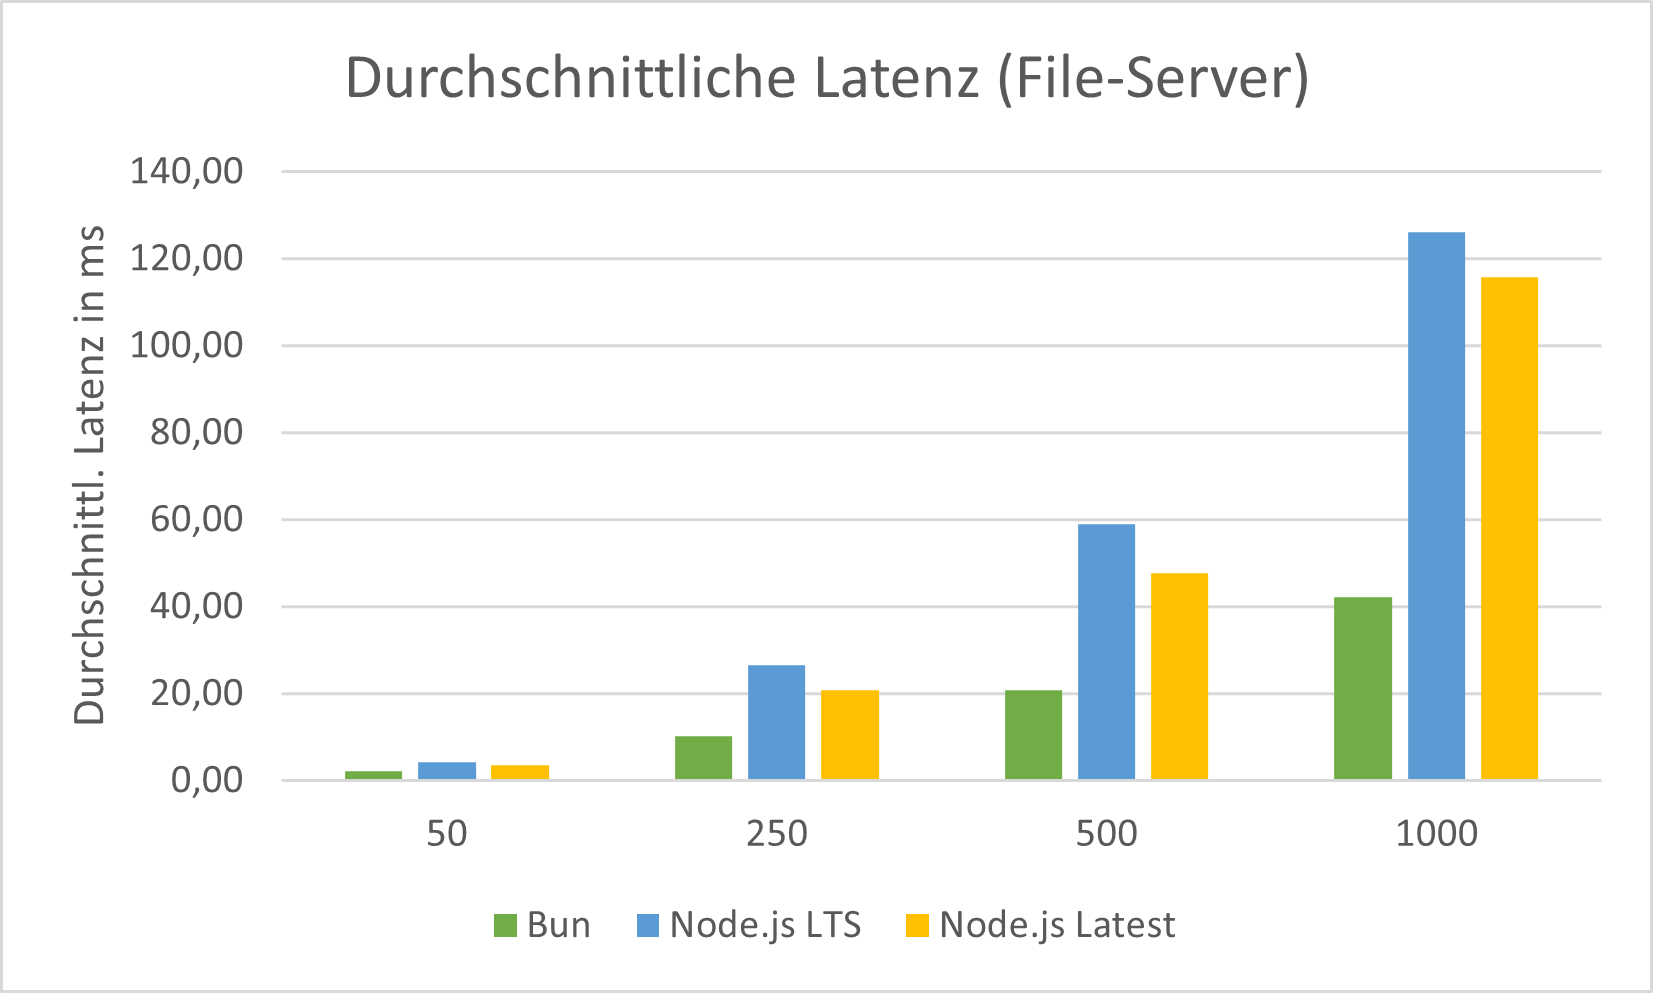 Durchschnittliche Latenz (File-Server)
Durchschnittl. Latenz in ms
140,00
120,00
100,00
80,00
60,00
40,00
20,00
0,00
50 250 500 1000
Bun Node.js LTS Node.js Latest